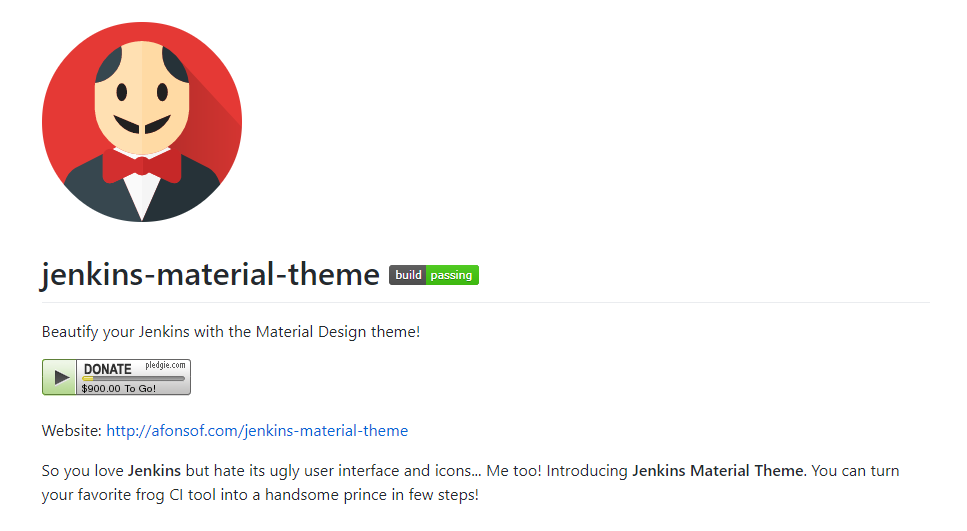 jenkins-material-theme build passing
Beautify your Jenkins with the Material Design theme!
DONATE pledgie.com
$900.00 To Go!
Website: http://afonsof.com/jenkins-material-theme
So you love Jenkins but hate its ugly user interface and icons... Me too! Introducing Jenkins Material Theme. You can turn
your favorite frog CI tool into a handsome prince in few steps!